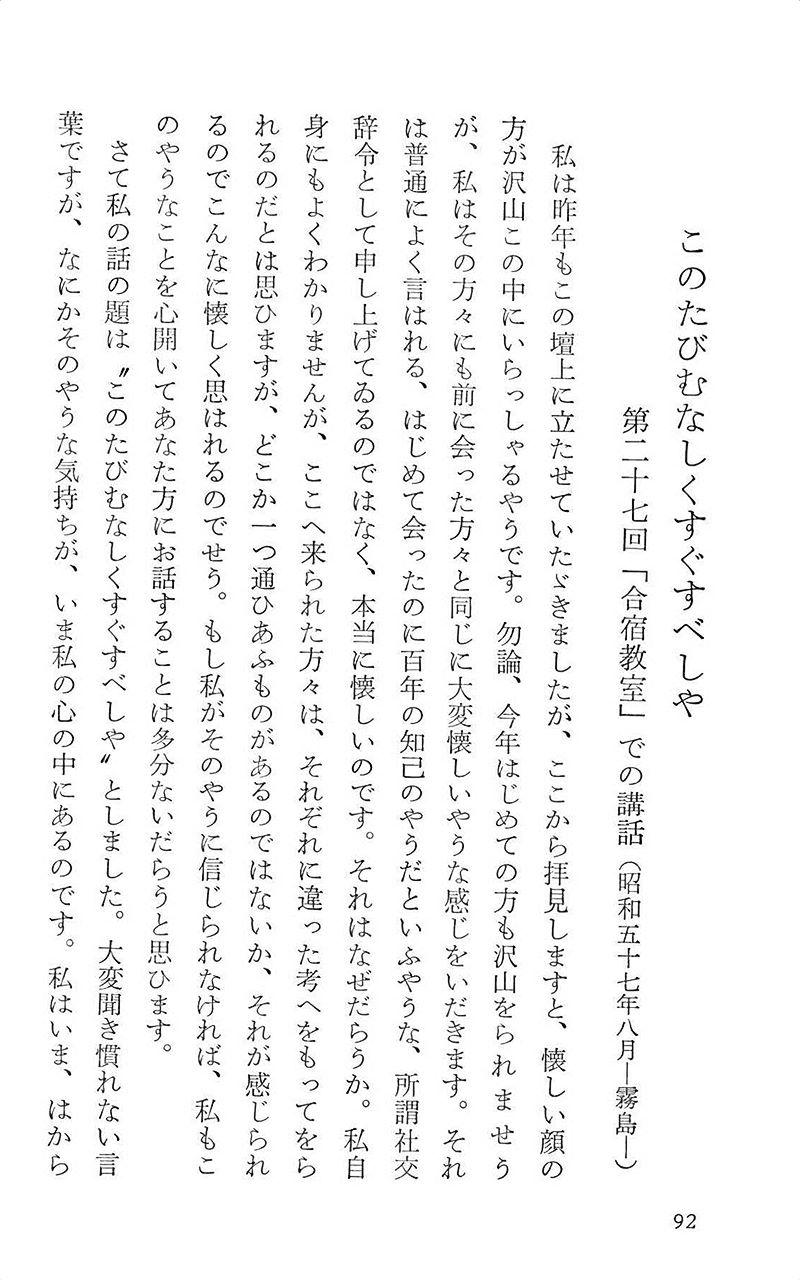 このたびむなしくすぐすべしや
第二十七回「合宿教室」での講話（昭和五十七年八月―霧島―）
私は昨年もこの壇上に立たせていたゞきましたが、ここから拝見しますと、懐しい顔の
方が沢山この中にいらっしゃるやうです。勿論、今年はじめての方も沢山をられませう
が、私はその方々にも前に会った方々と同じに大変懐しいやうな感じをいだきます。それ
は普通によく言はれる、はじめて会ったのに百年の知己のやうだといふやうな、所謂社交
辞令として申し上げてゐるのではなく、本当に懐しいのです。それはなぜだらうか。私自
身にもよくわかりませんが、ここへ来られた方々は、それぞれに違った考へをもってをら
れるのだとは思ひますが、どこか一つ通ひあふものがあるのではないか、それが感じられ
るのでこんなに懐しく思はれるのでせう。もし私がそのやうに信じられなければ、私もこ
のやうなことを心開いてあなた方にお話することは多分ないだらうと思ひます。
さて私の話の題は〝このたびむなしくすぐすべしや〟としました。大変聞き慣れない言
葉ですが、なにかそのやうな気持ちが、いま私の心の中にあるのです。私はいま、はから
92